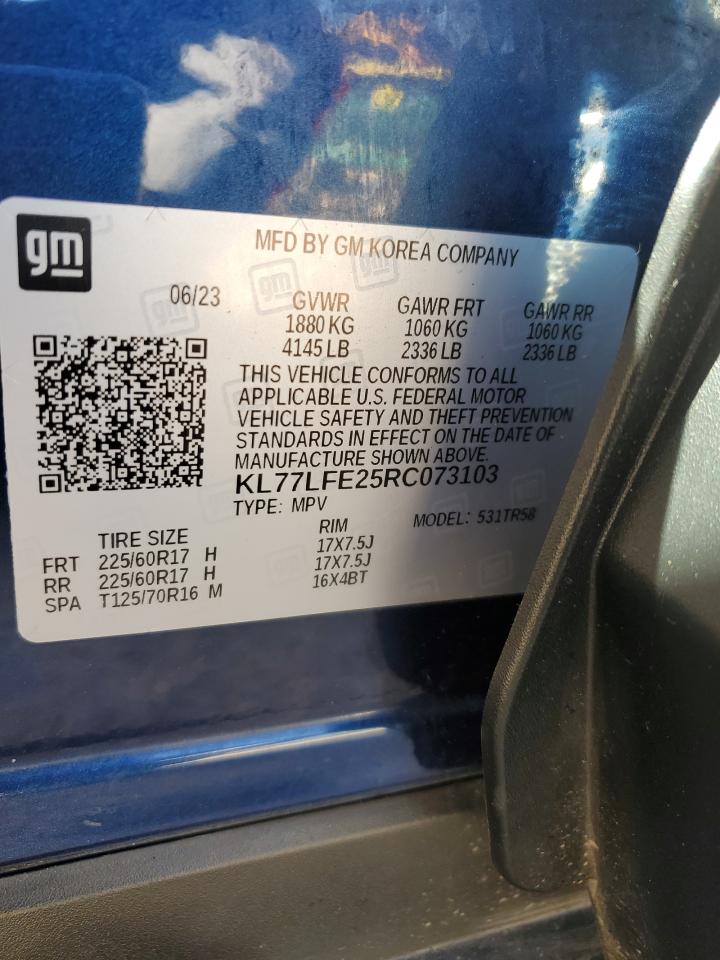 gm
MFD BY GM KOREA COMPANY
06/23
GVWR GAWR FRT GAWR RR
1880 KG 1060 KG 1060 KG
4145 LB 2336 LB 2336 LB
THIS VEHICLE CONFORMS TO ALL
APPLICABLE U.S. FEDERAL MOTOR
VEHICLE SAFETY AND THEFT PREVENTION
STANDARDS IN EFFECT ON THE DATE OF
MANUFACTURE SHOWN ABOVE.
KL77LFE25RC073103
TYPE: MPV MODEL: 531TR58
TIRE SIZE RIM
FRT 225/60R17 H 17X7.5J
RR 225/60R17 H 17X7.5J
SPA T125/70R16 M 16X4BT